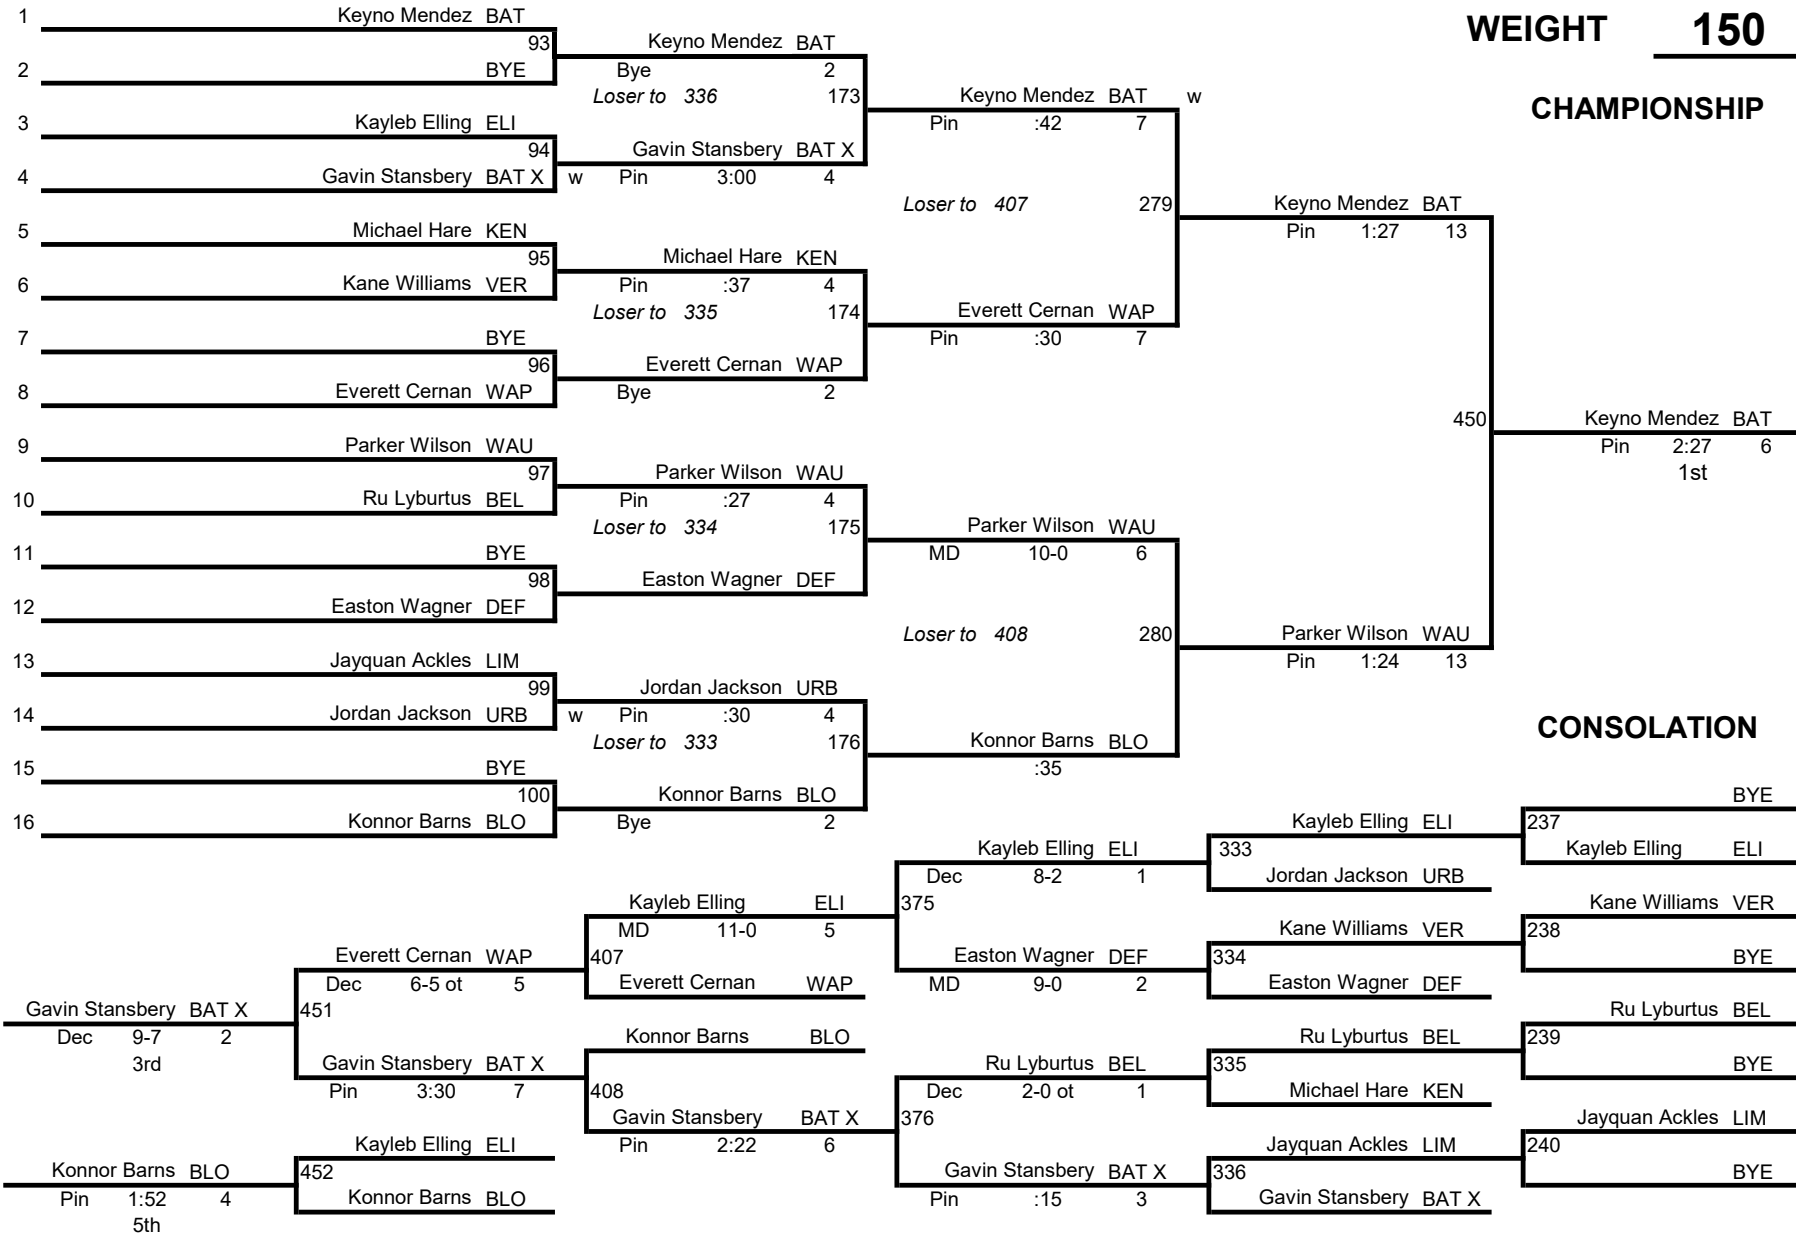 WEIGHT 150
CHAMPIONSHIP
1 Keyno Mendez BAT
93
2 BYE
Keyno Mendez BAT
Bye 2
Loser to 336 173
3 Kayleb Elling ELI
94
4 Gavin Stansbery BAT X w
Gavin Stansbery BAT X
Pin 3:00 4
Keyno Mendez BAT w
Pin :42 7
Loser to 407 279
5 Michael Hare KEN
95
6 Kane Williams VER
Michael Hare KEN
Pin :37 4
Loser to 335 174
7 BYE
96
8 Everett Cernan WAP
Everett Cernan WAP
Bye 2
Everett Cernan WAP
Pin :30 7
Keyno Mendez BAT
Pin 1:27 13
450
Keyno Mendez BAT
Pin 2:27 6
1st
9 Parker Wilson WAU
97
10 Ru Lyburtus BEL
Parker Wilson WAU
Pin :27 4
Loser to 334 175
11 BYE
98
12 Easton Wagner DEF
Easton Wagner DEF
Parker Wilson WAU
MD 10-0 6
Loser to 408 280
Parker Wilson WAU
Pin 1:24 13
13 Jayquan Ackles LIM
99
14 Jordan Jackson URB w
Jordan Jackson URB
Pin :30 4
Loser to 333 176
15 BYE
100
16 Konnor Barns BLO
Konnor Barns BLO
Bye 2
Konnor Barns BLO
:35
CONSOLATION
BYE
237
Kayleb Elling ELI
Kayleb Elling ELI
333
Jordan Jackson URB
Kayleb Elling ELI
Dec 8-2 1
375
Kane Williams VER
238
BYE
Kane Williams VER
334
Easton Wagner DEF
Easton Wagner DEF
MD 9-0 2
Kayleb Elling ELI
MD 11-0 5
407
Everett Cernan WAP
Everett Cernan WAP
Dec 6-5 ot 5
451
Gavin Stansbery BAT X
Dec 9-7 2
3rd
Gavin Stansbery BAT X
Pin 3:30 7
Konnor Barns BLO
408
Gavin Stansbery BAT X
Pin 2:22 6
Ru Lyburtus BEL
239
BYE
Ru Lyburtus BEL
335
Michael Hare KEN
Ru Lyburtus BEL
Dec 2-0 ot 1
376
Jayquan Ackles LIM
240
BYE
Jayquan Ackles LIM
336
Gavin Stansbery BAT X
Gavin Stansbery BAT X
Pin :15 3
Kayleb Elling ELI
452
Konnor Barns BLO
Konnor Barns BLO
Pin 1:52 4
5th